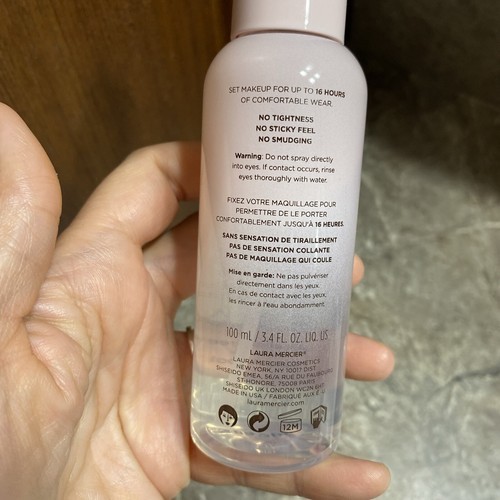 SET MAKEUP FOR UP TO 16 HOURS
OF COMFORTABLE WEAR.
NO TIGHTNESS
NO STICKY FEEL
NO SMUDGING
Warning: Do not spray directly
into eyes. If contact occurs, rinse
eyes thoroughly with water.
FIXEZ VOTRE MAQUILLAGE POUR
PERMETTRE DE LE PORTER
CONFORTABLEMENT JUSQU'À 16 HEURES.
SANS SENSATION DE TIRAILLEMENT
PAS DE SENSATION COLLANTE
PAS DE MAQUILLAGE QUI COULE
Mise en garde: Ne pas pulvériser
directement dans les yeux.
En cas de contact avec les yeux,
les rincer à l'eau abondamment.
100 mL / 3.4 FL. OZ. LIQ. US
LAURA MERCIER®
LAURA MERCIER COSMETICS
NEW YORK, NY 10017 DIST
SHISEIDO EMEA, 56/A RUE DU FAUBOURG
ST-HONORE, 75008 PARIS
SHISEIDO UK LONDON WC2N
MADE IN USA / FABRIQUÉ AUX É
lauramercier.com
12M